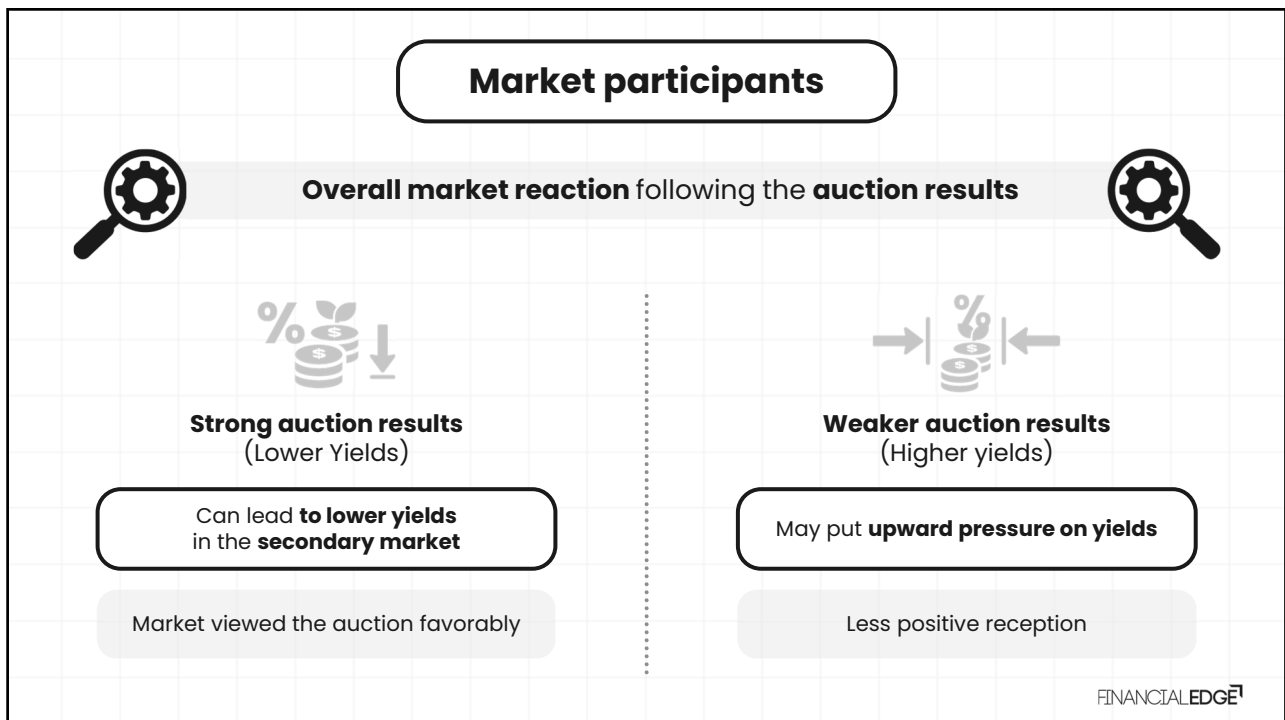 Market participants
Overall market reaction following the auction results
%
$
$
%
$
$
Strong auction results
(Lower Yields)
Can lead to lower yields
in the secondary market
Market viewed the auction favorably
Weaker auction results
(Higher yields)
May put upward pressure on yields
Less positive reception
FINANCIALEDGE